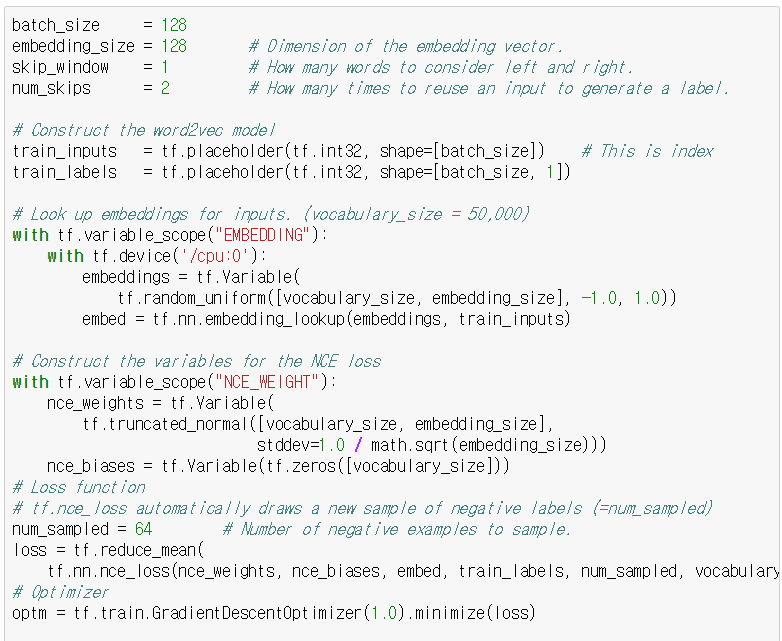 batch_size     = 128
embedding_size = 128       # Dimension of the embedding vector.
skip_window    = 1         # How many words to consider left and right.
num_skips      = 2         # How many times to reuse an input to generate a label.
# Construct the word2vec model
train_inputs   = tf.placeholder(tf.int32, shape=[batch_size])    # This is index
train_labels   = tf.placeholder(tf.int32, shape=[batch_size, 1])
# Look up embeddings for inputs. (vocabulary_size = 50,000)
with tf.variable_scope("EMBEDDING"):
    with tf.device('/cpu:0'):
        embeddings = tf.Variable(
            tf.random_uniform([vocabulary_size, embedding_size], -1.0, 1.0))
        embed = tf.nn.embedding_lookup(embeddings, train_inputs)
# Construct the variables for the NCE loss
with tf.variable_scope("NCE_WEIGHT"):
    nce_weights = tf.Variable(
        tf.truncated_normal([vocabulary_size, embedding_size],
                            stddev=1.0 / math.sqrt(embedding_size)))
    nce_biases = tf.Variable(tf.zeros([vocabulary_size]))
# Loss function
# tf.nce_loss automatically draws a new sample of negative labels (=num_sampled)
num_sampled = 64        # Number of negative examples to sample.
loss = tf.reduce_mean(
    tf.nn.nce_loss(nce_weights, nce_biases, embed, train_labels, num_sampled, vocabulary
# Optimizer
optm = tf.train.GradientDescentOptimizer(1.0).minimize(loss)